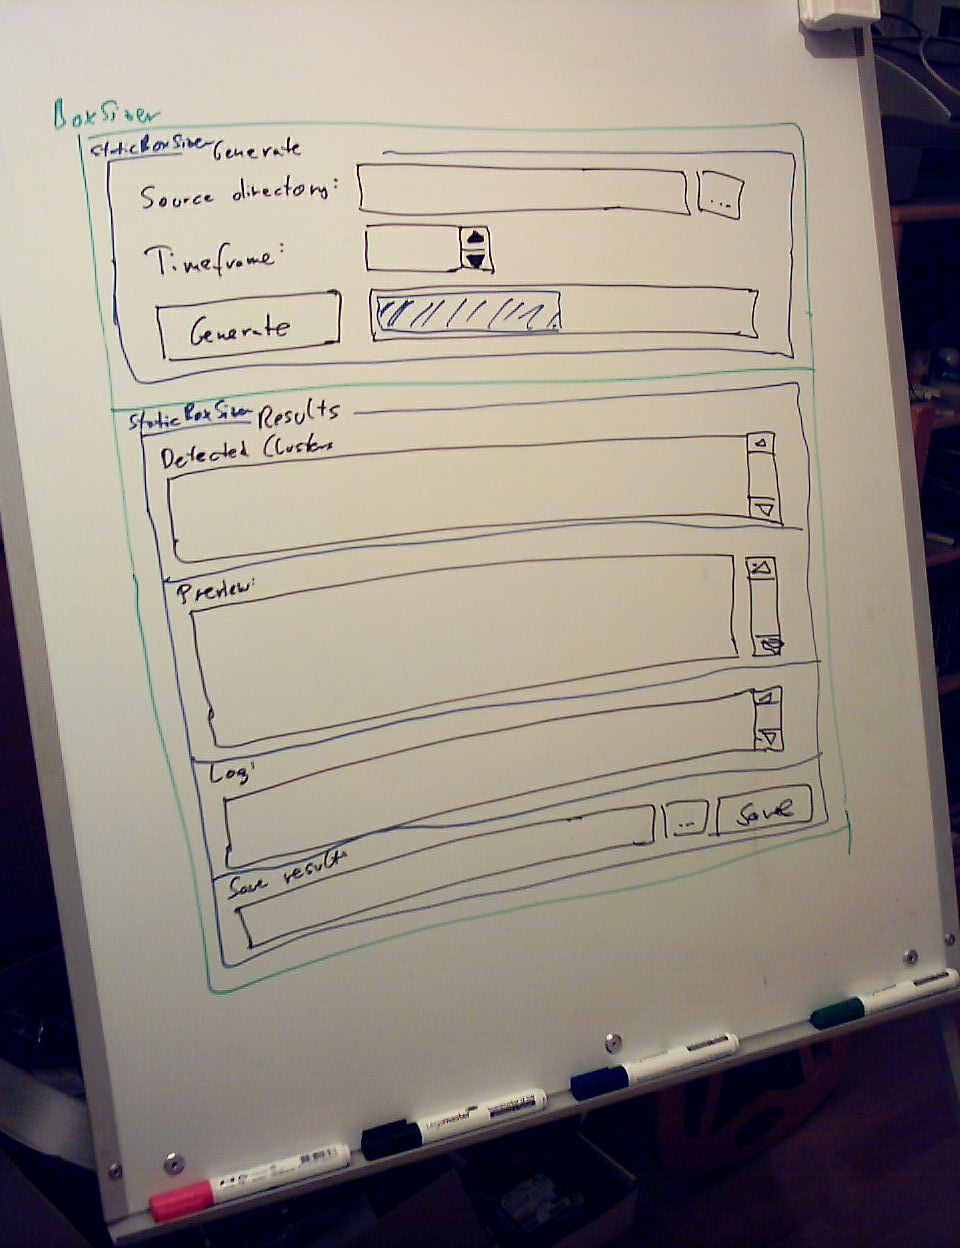 BoxSizer
StaticBoxSizer Generate
Source directory:
...
Timeframe:
Generate
StaticBoxSizer Results
Detected Clusters
Preview:
Log:
Save results
...
Save